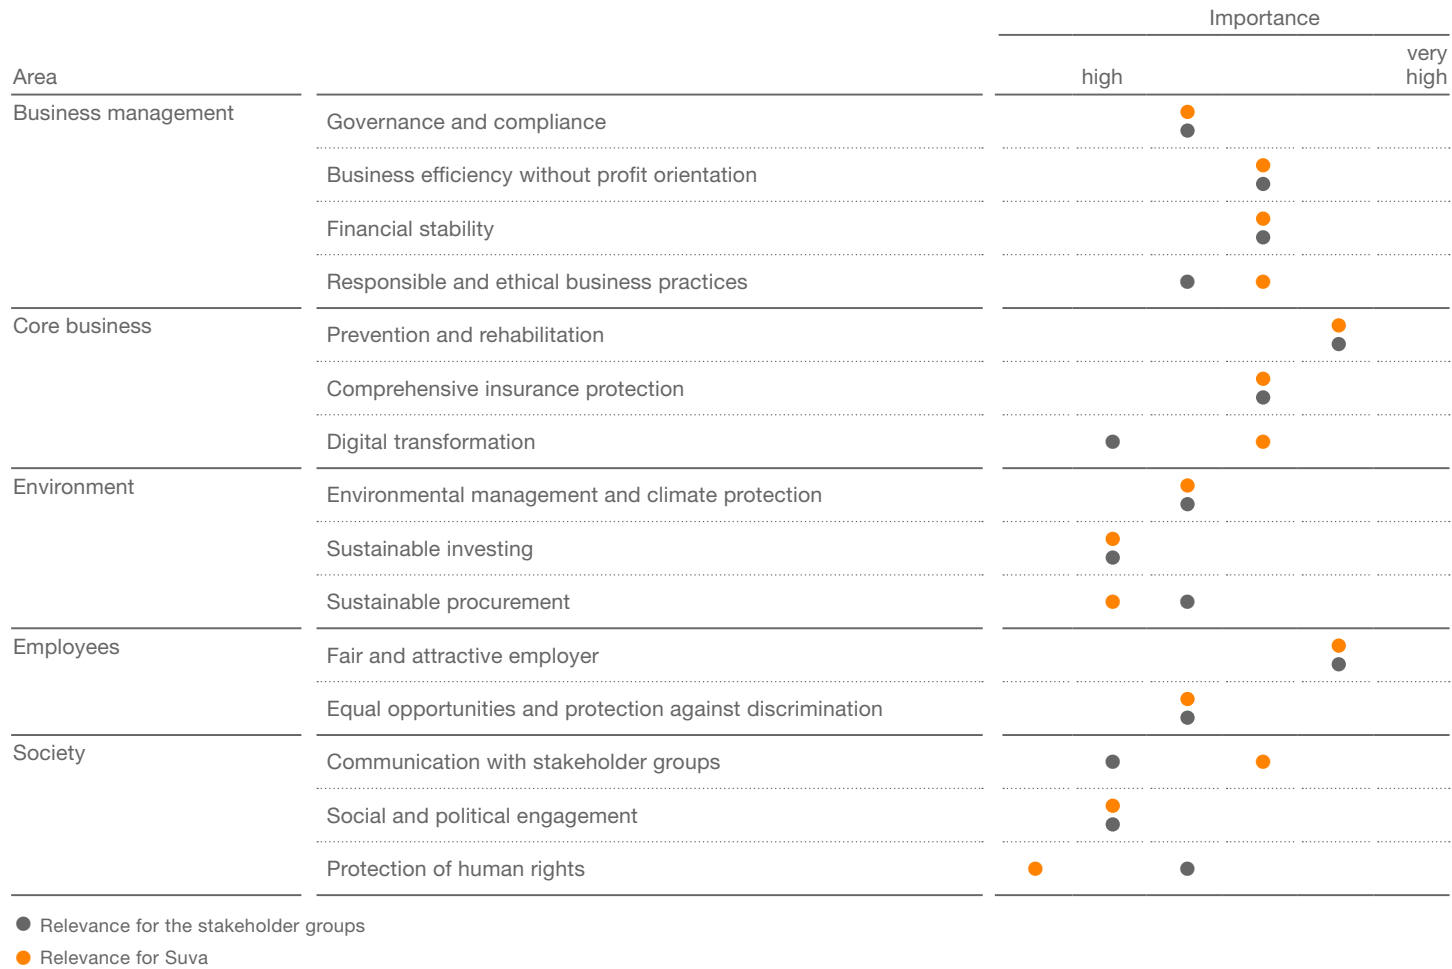 Importance
very
Area
high
high
Business management
Governance and compliance
Business efficiency without profit orientation
Financial stability
Responsible and ethical business practices
Core business
Prevention and rehabilitation
Comprehensive insurance protection
Digital transformation
Environment
Environmental management and climate protection
Sustainable investing
Sustainable procurement
Employees
Fair and attractive employer
Equal opportunities and protection against discrimination
Society
Communication with stakeholder groups
Social and political engagement
Protection of human rights
Relevance for the stakeholder groups
Relevance for Suva